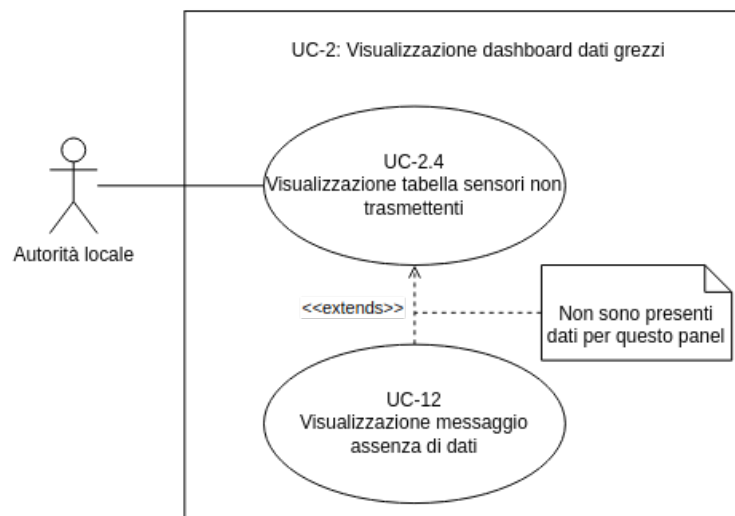 UC-2: Visualizzazione dashboard dati grezzi
UC-2.4
Visualizzazione tabella sensori non
trasmettenti
Autorità locale
<<extends>>
Non sono presenti
dati per questo panel
UC-12
Visualizzazione messaggio
assenza di dati